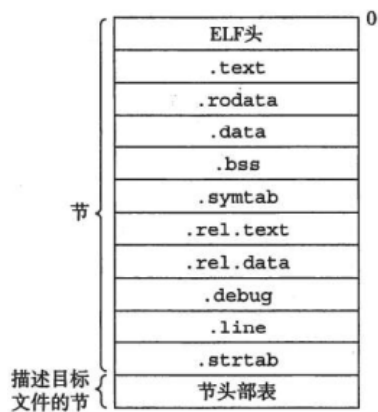 0
ELF头
.text
.rodata
.data
.bss
节
.symtab
.rel.text
.rel.data
.debug
.line
.strtab
描述目标
文件的节
节头部表